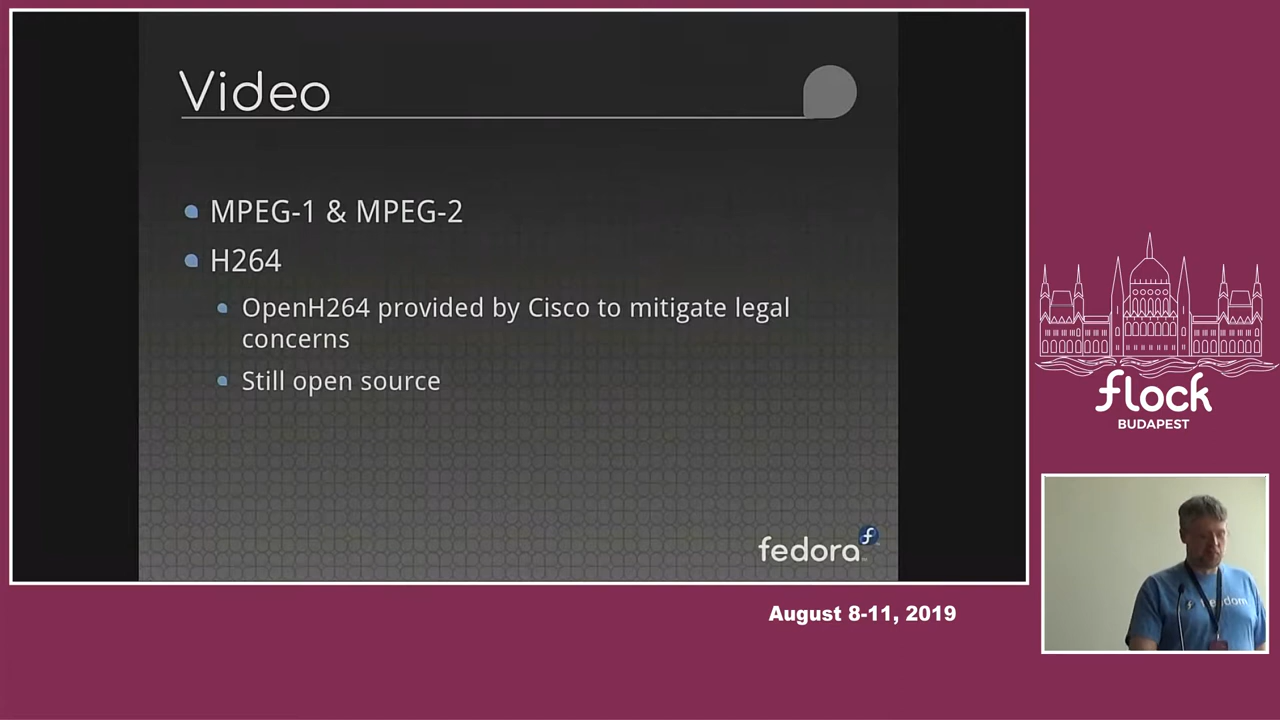 Video
MPEG-1 & MPEG-2
H264
OpenH264 provided by Cisco to mitigate legal
concerns
Still open source
fedora
flock
BUDAPEST
August 8-11, 2019
freedom